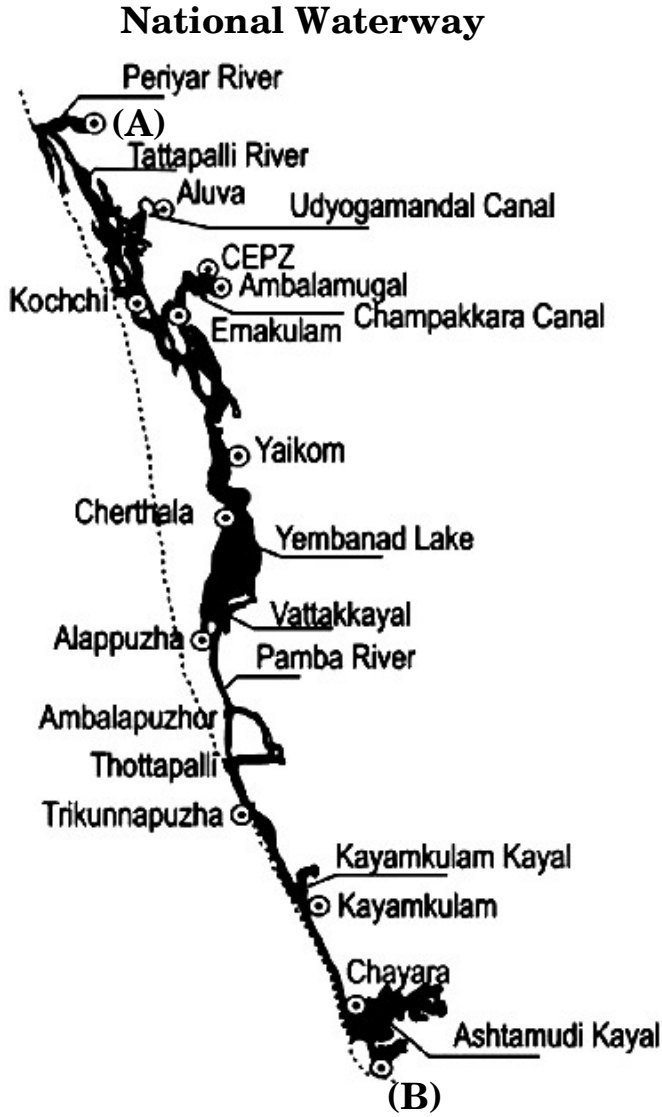 National Waterway
Periyar River
(A)
Tattapalli River
Aluva
Udyogamandal Canal
CEPZ
Ambalamugal
Kochchi
Champakkara Canal
Ernakulam
Yaikom
Cherthala
Yembanad Lake
Vattakkayal
Alappuzha
Pamba River
Ambalapuzhor
Thottapalli
Trikunnapuzha
Kayamkulam Kayal
Kayamkulam
Chayara
Ashtamudi Kayal
(B)